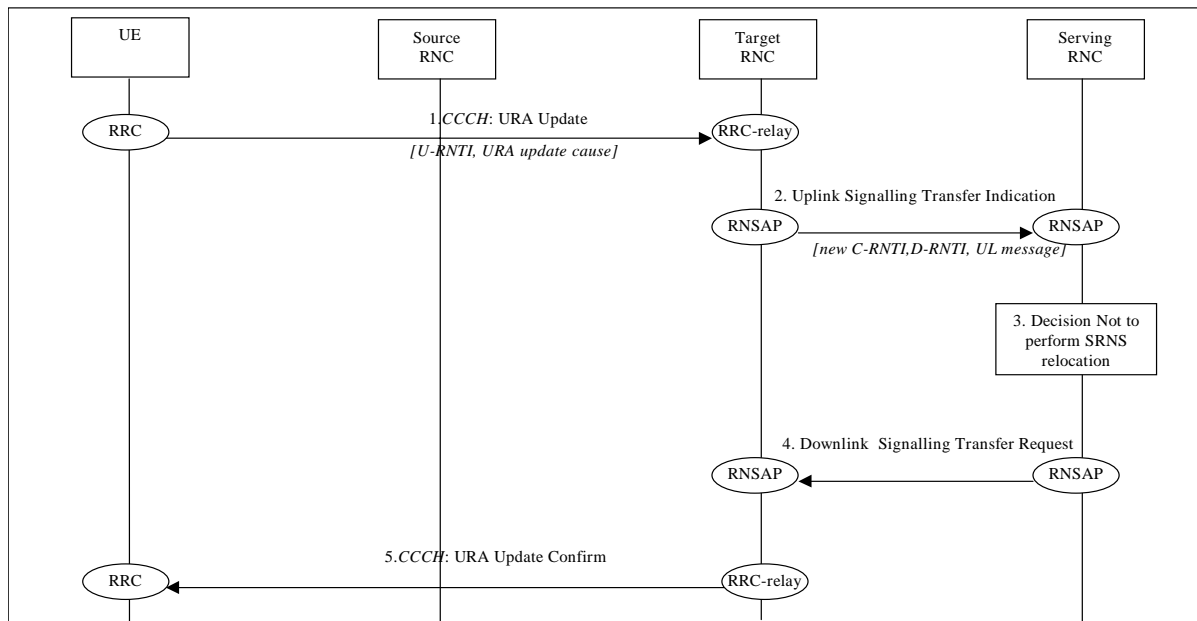 UE
Source
RNC
Target
RNC
Serving
RNC
1.CCCH: URA Update
RRC
RRC-relay
[U-RNTI, URA update cause]
2. Uplink Signalling Transfer Indication
RNSAP
RNSAP
[new C-RNTI,D-RNTI, UL message]
3. Decision Not to
perform SRNS
relocation
4. Downlink Signalling Transfer Request
RNSAP
RNSAP
5.CCCH: URA Update Confirm
RRC
RRC-relay